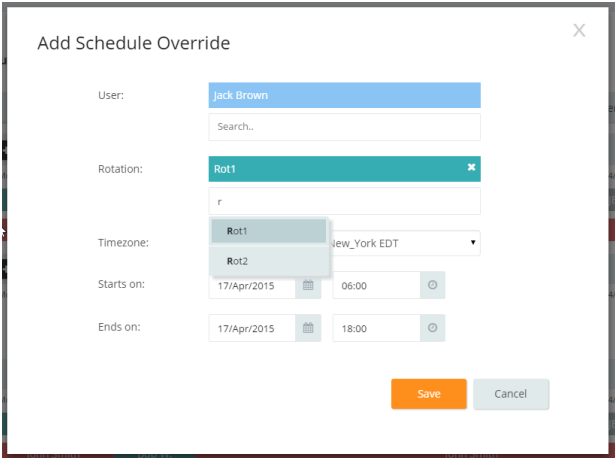 Add Schedule Override
X
User:
Jack Brown
Search..
Rotation:
Rot1
r
Rot1
Rot2
Timezone:
New_York EDT
Starts on:
17/Apr/2015
06:00
Ends on:
17/Apr/2015
18:00
Save
Cancel